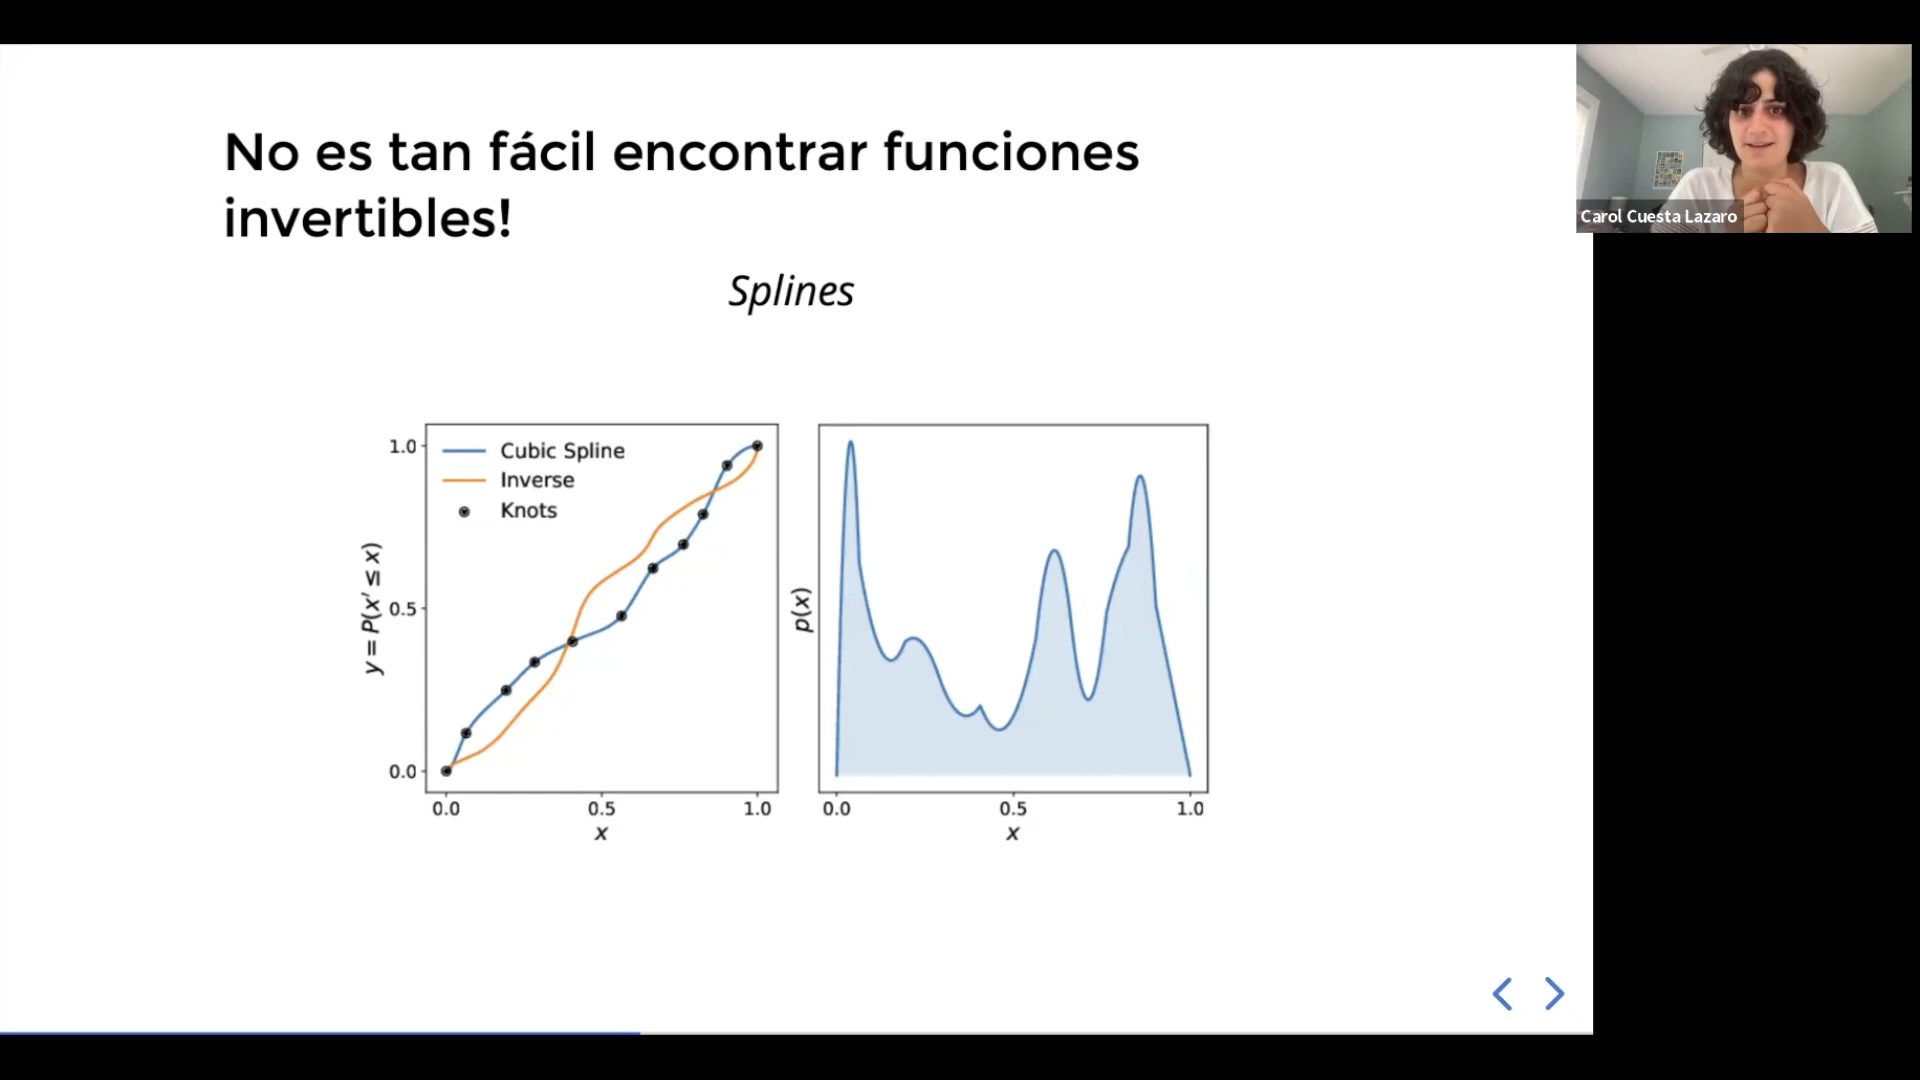 No es tan fácil encontrar funciones
invertibles!
Splines
Carol Cuesta Lazaro
Cubic Spline
Inverse
Knots
y = P(x' ≤ x)
1.0
0.5
0.0
0.0 0.5 1.0
x
p(x)
0.0 0.5 1.0
x